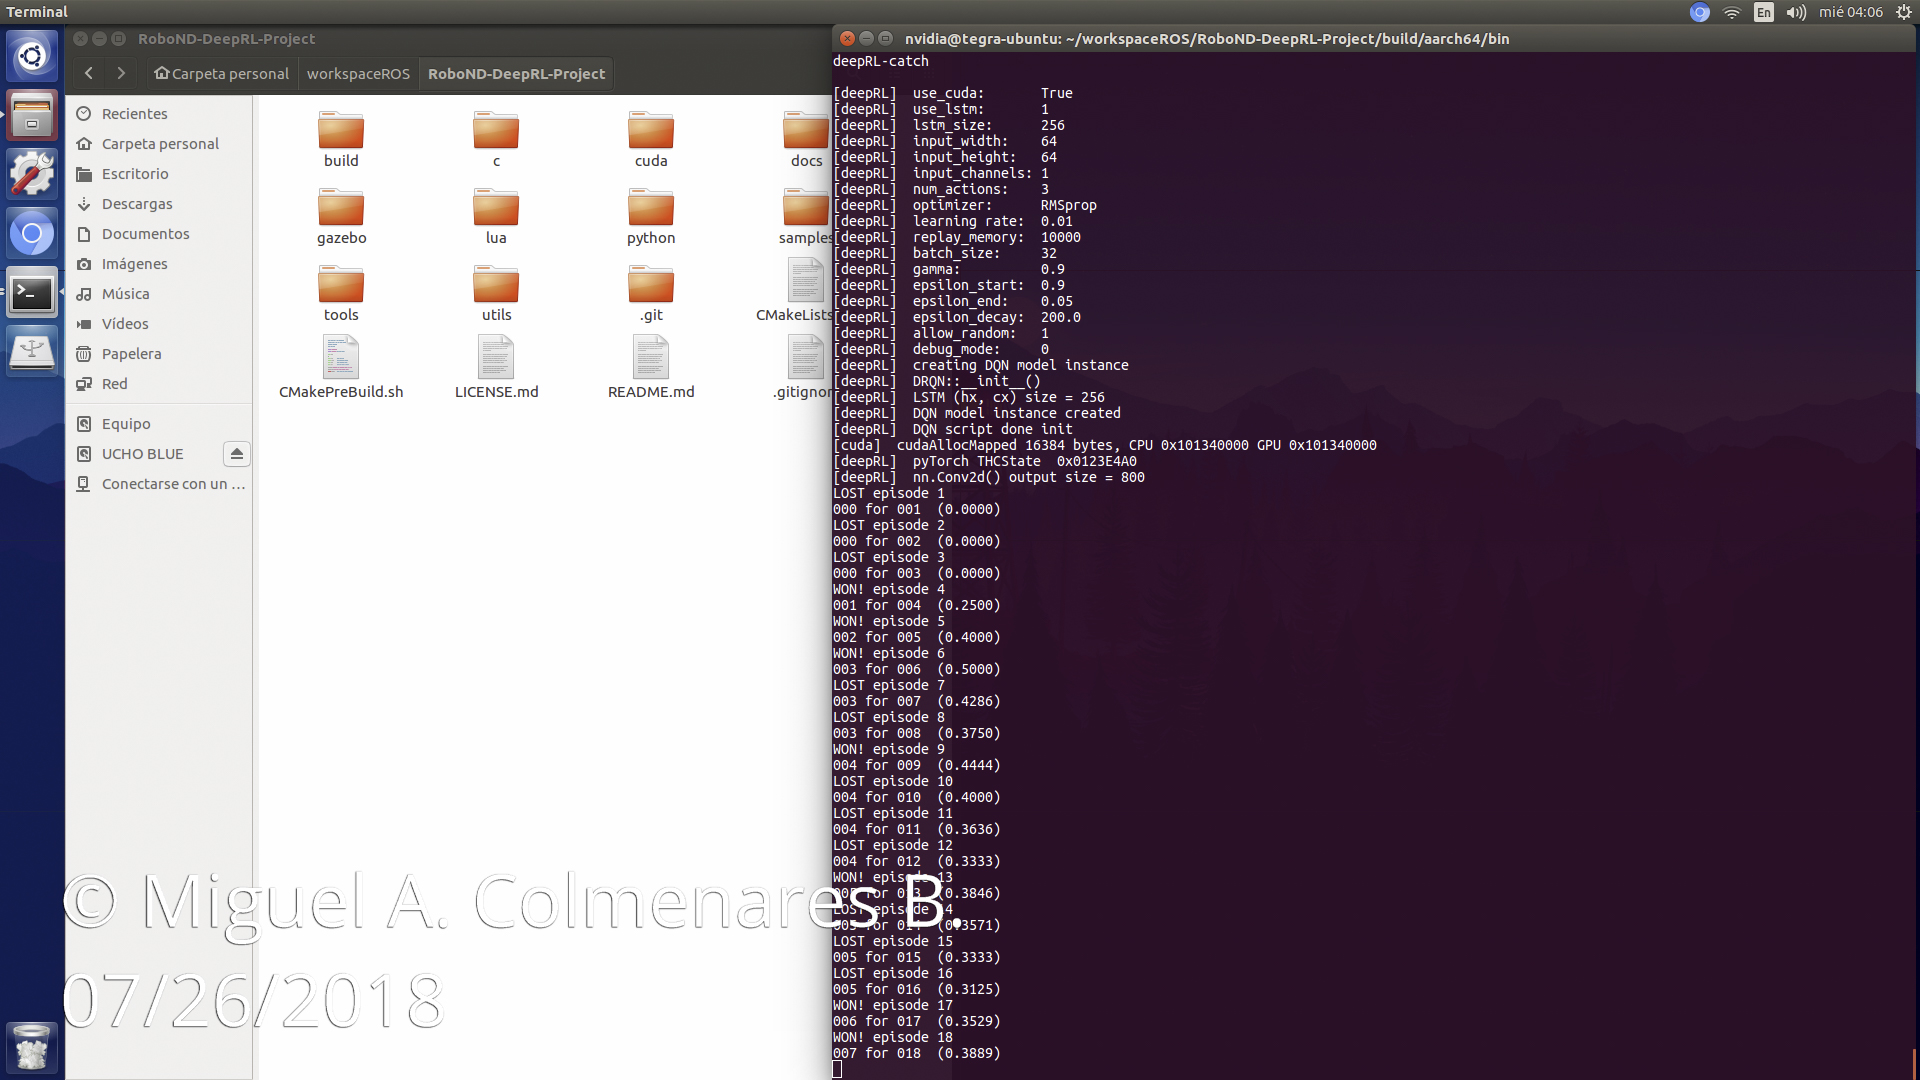 Terminal
En
mié 04:06
RoboND-DeepRL-Project
Carpeta personal
workspaceROS
RoboND-DeepRL-Project
Recientes
Carpeta personal
Escritorio
Descargas
Documentos
Imágenes
Música
Vídeos
Papelera
Red
Equipo
UCHO BLUE
Conectarse con un ...
build
c
cuda
docs
gazebo
lua
python
samples
tools
utils
.git
CMakeLists
CMakePreBuild.sh
LICENSE.md
README.md
.gitignor
nvidia@tegra-ubuntu: ~/workspaceROS/RoboND-DeepRL-Project/build/aarch64/bin
deepRL-catch
[deepRL]  use_cuda:       True
[deepRL]  use_lstm:       1
[deepRL]  lstm_size:      256
[deepRL]  input_width:    64
[deepRL]  input_height:   64
[deepRL]  input_channels: 1
[deepRL]  num_actions:    3
[deepRL]  optimizer:      RMSprop
[deepRL]  learning rate:  0.01
[deepRL]  replay_memory:  10000
[deepRL]  batch_size:     32
[deepRL]  gamma:          0.9
[deepRL]  epsilon_start:  0.9
[deepRL]  epsilon_end:    0.05
[deepRL]  epsilon_decay:  200.0
[deepRL]  allow_random:   1
[deepRL]  debug_mode:     0
[deepRL]  creating DQN model instance
[deepRL]  DRQN::__init__()
[deepRL]  LSTM (hx, cx) size = 256
[deepRL]  DQN model instance created
[deepRL]  DQN script done init
[cuda]  cudaAllocMapped 16384 bytes, CPU 0x101340000 GPU 0x101340000
[deepRL]  pyTorch THCState  0x0123E4A0
[deepRL]  nn.Conv2d() output size = 800
LOST episode 1
000 for 001  (0.0000)
LOST episode 2
000 for 002  (0.0000)
LOST episode 3
000 for 003  (0.0000)
WON! episode 4
001 for 004  (0.2500)
WON! episode 5
002 for 005  (0.4000)
WON! episode 6
003 for 006  (0.5000)
LOST episode 7
003 for 007  (0.4286)
LOST episode 8
003 for 008  (0.3750)
WON! episode 9
004 for 009  (0.4444)
LOST episode 10
004 for 010  (0.4000)
LOST episode 11
004 for 011  (0.3636)
LOST episode 12
004 for 012  (0.3333)
WON! episode 13
005 for 013  (0.3846)
LOST episode 14
005 for 014  (0.3571)
LOST episode 15
005 for 015  (0.3333)
LOST episode 16
005 for 016  (0.3125)
WON! episode 17
006 for 017  (0.3529)
WON! episode 18
007 for 018  (0.3889)
© Miguel A. Colmenares B.
07/26/2018